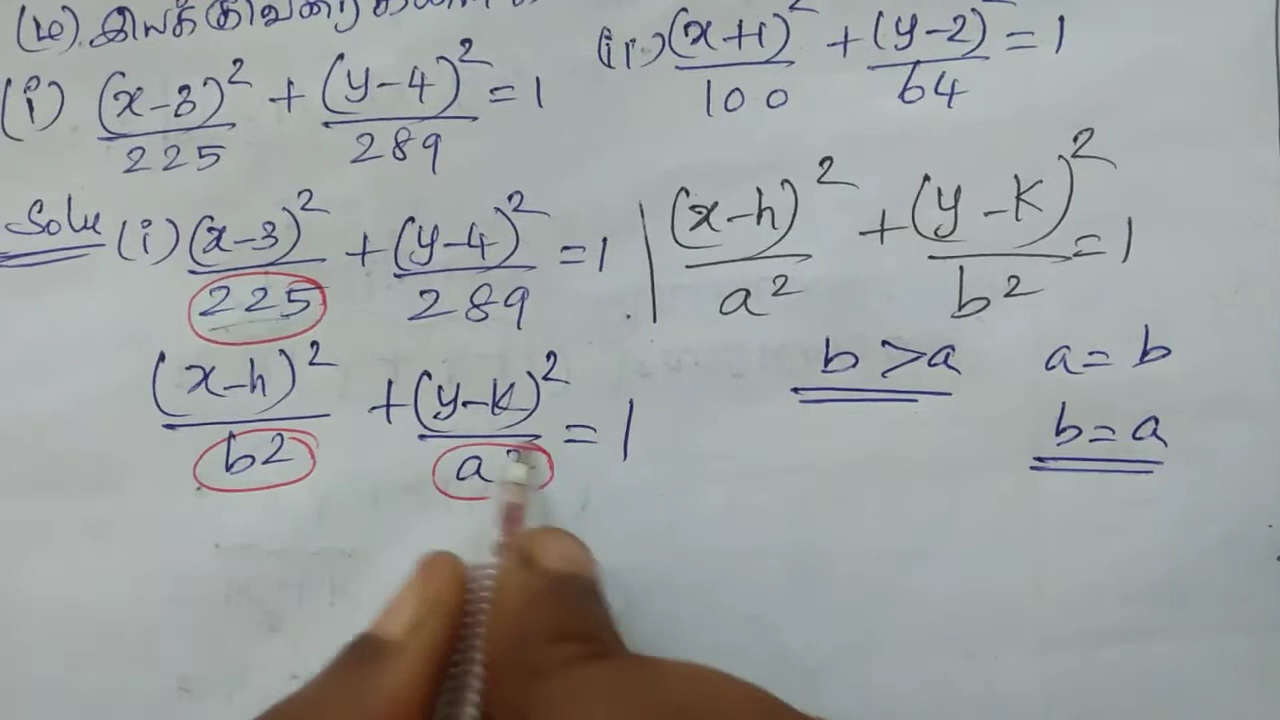 (i) (x-3)²/225 + (y-4)²/289 = 1
(ii) (x+1)²/100 + (y-2)²/64 = 1
Solu (i) (x-3)²/225 + (y-4)²/289 = 1 | (x-h)²/a² + (y-k)²/b² = 1
(x-h)²/b² + (y-k)²/a² = 1
b > a a = b
b = a